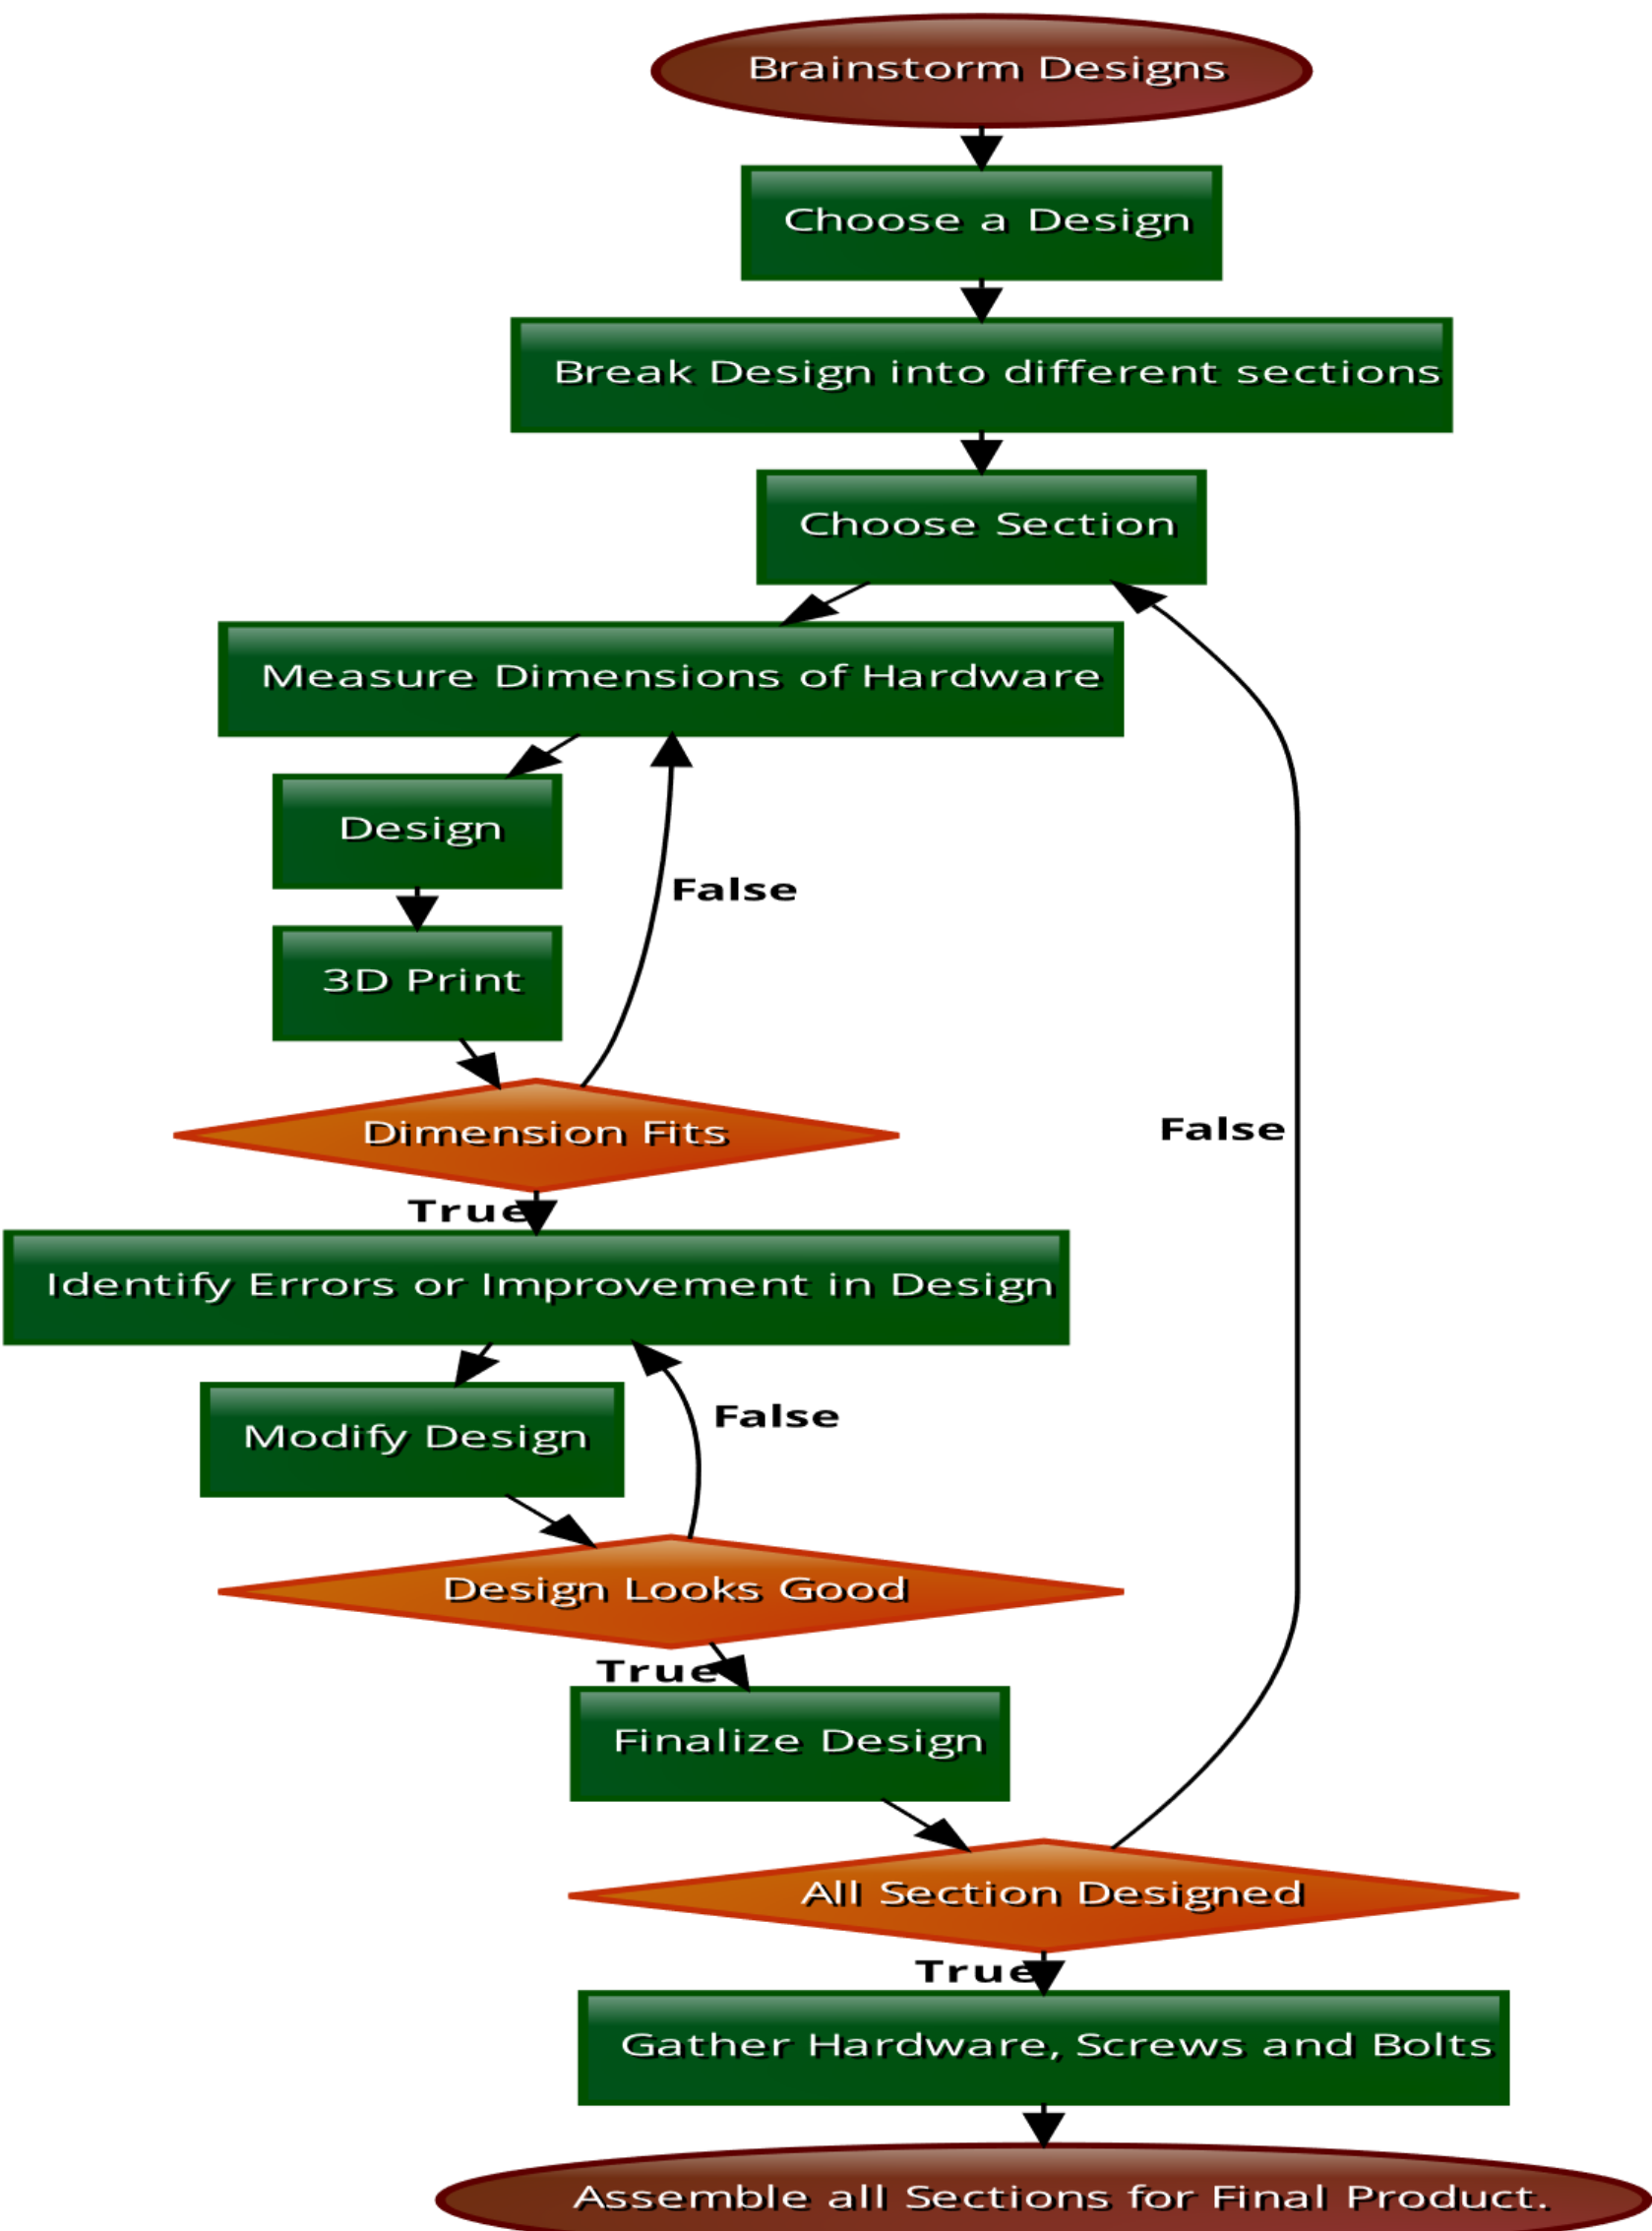 Brainstorm Designs
Choose a Design
Break Design into different sections
Choose Section
Measure Dimensions of Hardware
Design
False
3D Print
Dimension Fits
False
True
Identify Errors or Improvement in Design
False
Modify Design
Design Looks Good
True
Finalize Design
All Section Designed
True
Gather Hardware, Screws and Bolts
Assemble all Sections for Final Product.